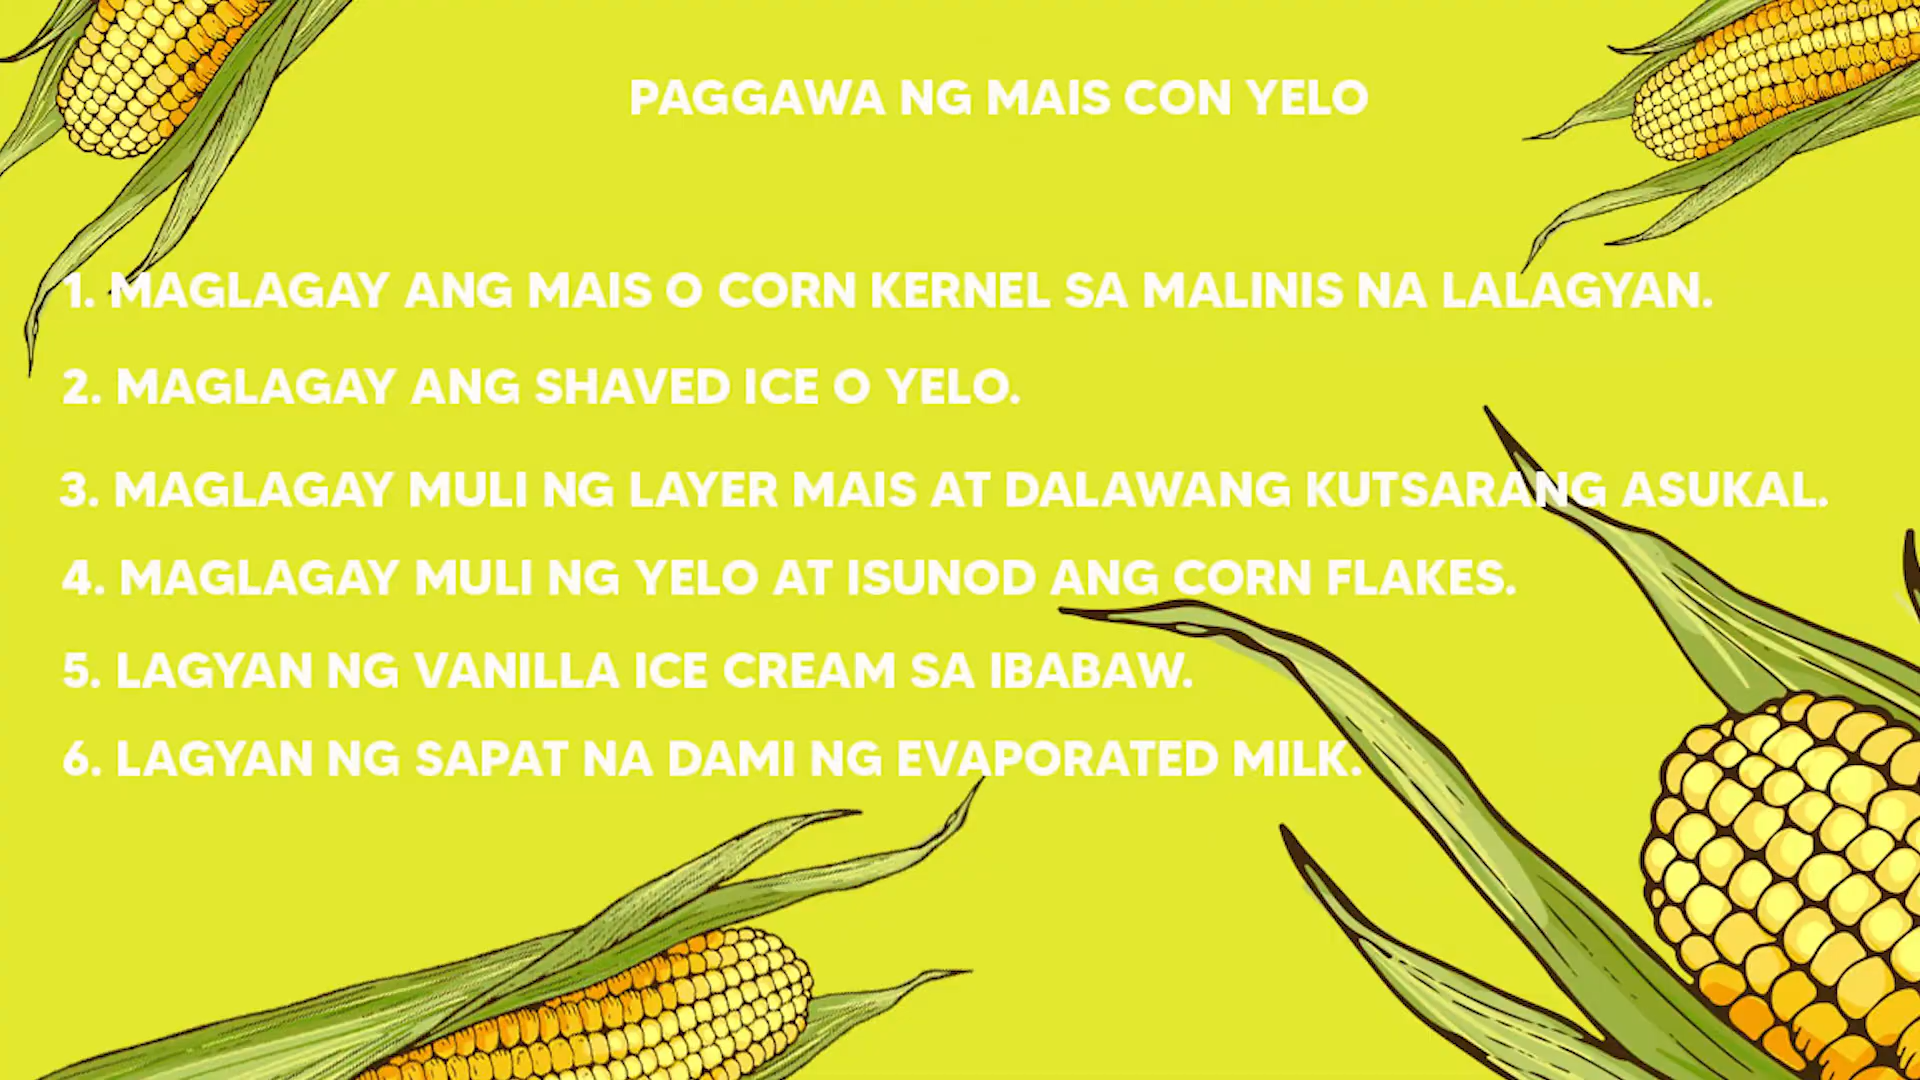 PAGGAWA NG MAIS CON YELO
1. MAGLAGAY ANG MAIS O CORN KERNEL SA MALINIS NA LALAGYAN.
2. MAGLAGAY ANG SHAVED ICE O YELO.
3. MAGLAGAY MULI NG LAYER MAIS AT DALAWANG KUTSARANG ASUKAL.
4. MAGLAGAY MULI NG YELO AT ISUNOD ANG CORN FLAKES.
5. LAGYAN NG VANILLA ICE CREAM SA IBABAW.
6. LAGYAN NG SAPAT NA DAMI NG EVAPORATED MILK.